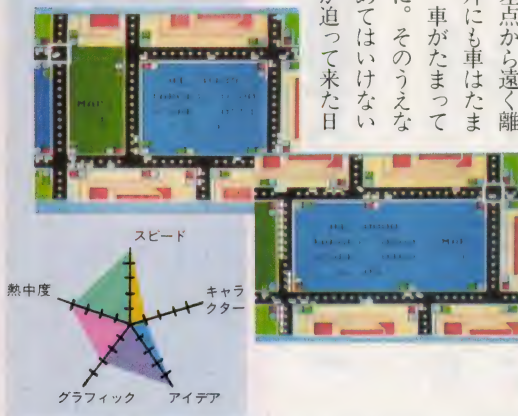 点から遠く離
にも車はたま
車がたまって
に。そのうえな
てはいけない
迫って来た日
スピード
熱中度
キャラ
クター
グラフィック
アイデア